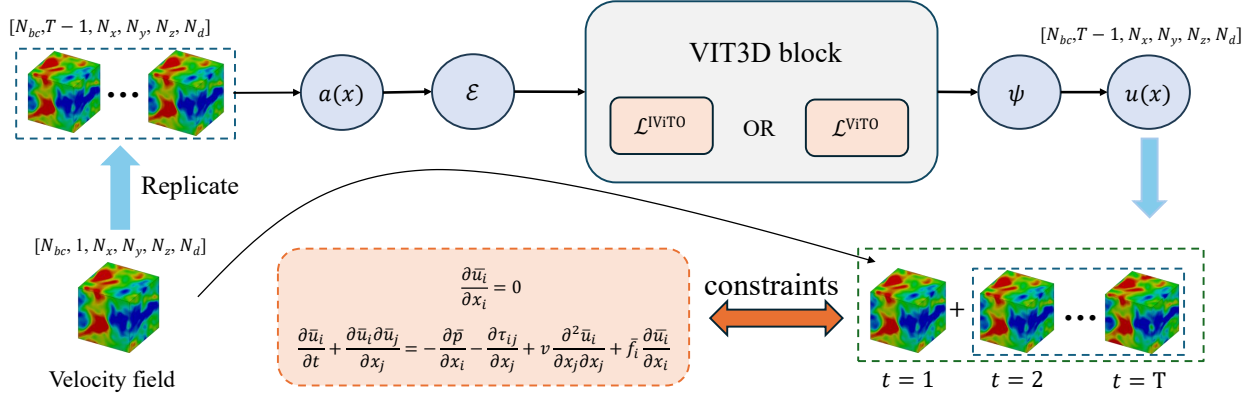 [N_{bc},T − 1, N_x, N_y, N_z, N_d]
a(x)
ℰ
VIT3D block
ℒ^{IViTO}
OR
ℒ^{ViTO}
ψ
u(x)
[N_{bc},T − 1, N_x, N_y, N_z, N_d]
Replicate
[N_{bc}, 1, N_x, N_y, N_z, N_d]
Velocity field
∂ū_i/∂x_i = 0
∂ū_i/∂t + ∂ū_i∂ū_j/∂x_j = −∂p̄/∂x_i − ∂τ_{ij}/∂x_j + v ∂²ū_i/∂x_j∂x_j + f̄_i ∂ū_i/∂x_i
constraints
+
t = 1
t = 2
t = T